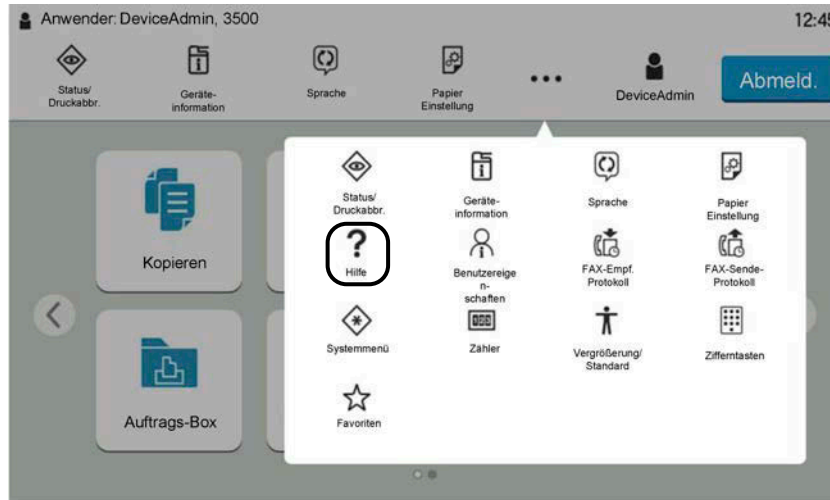 Anwender: DeviceAdmin, 3500
12:45
Status/
Druckabbr.
Geräte-
information
Sprache
Papier
Einstellung
DeviceAdmin
Abmeld.
Kopieren
Auftrags-Box
Status/
Druckabbr.
Geräte-
information
Sprache
Papier
Einstellung
Hilfe
Benutzereige
n-
schaften
FAX-Empf.
Protokoll
FAX-Sende-
Protokoll
Systemmenü
Zähler
Vergrößerung/
Standard
Zifferntasten
Favoriten